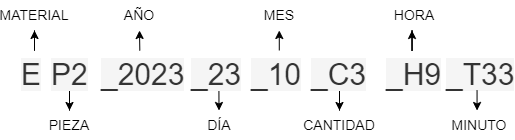 MATERIAL AÑO MES HORA
E P2 _2023 _23 _10 _C3 _H9 _T33
PIEZA DÍA CANTIDAD MINUTO